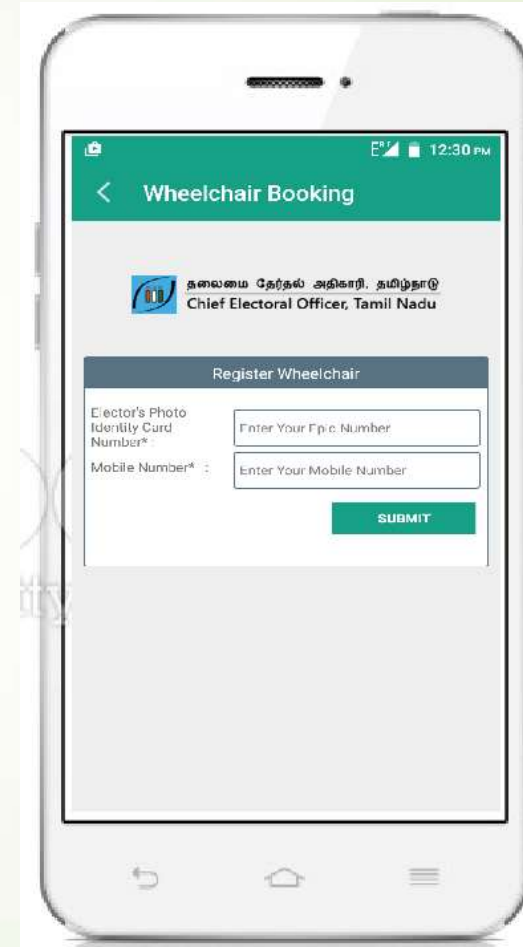 12:30 PM
Wheelchair Booking
தலைமை தேர்தல் அதிகாரி, தமிழ்நாடு
Chief Electoral Officer, Tamil Nadu
Register Wheelchair
Elector's Photo
Identity Card
Number* :
Enter Your Epic Number
Mobile Number* :
Enter Your Mobile Number
SUBMIT